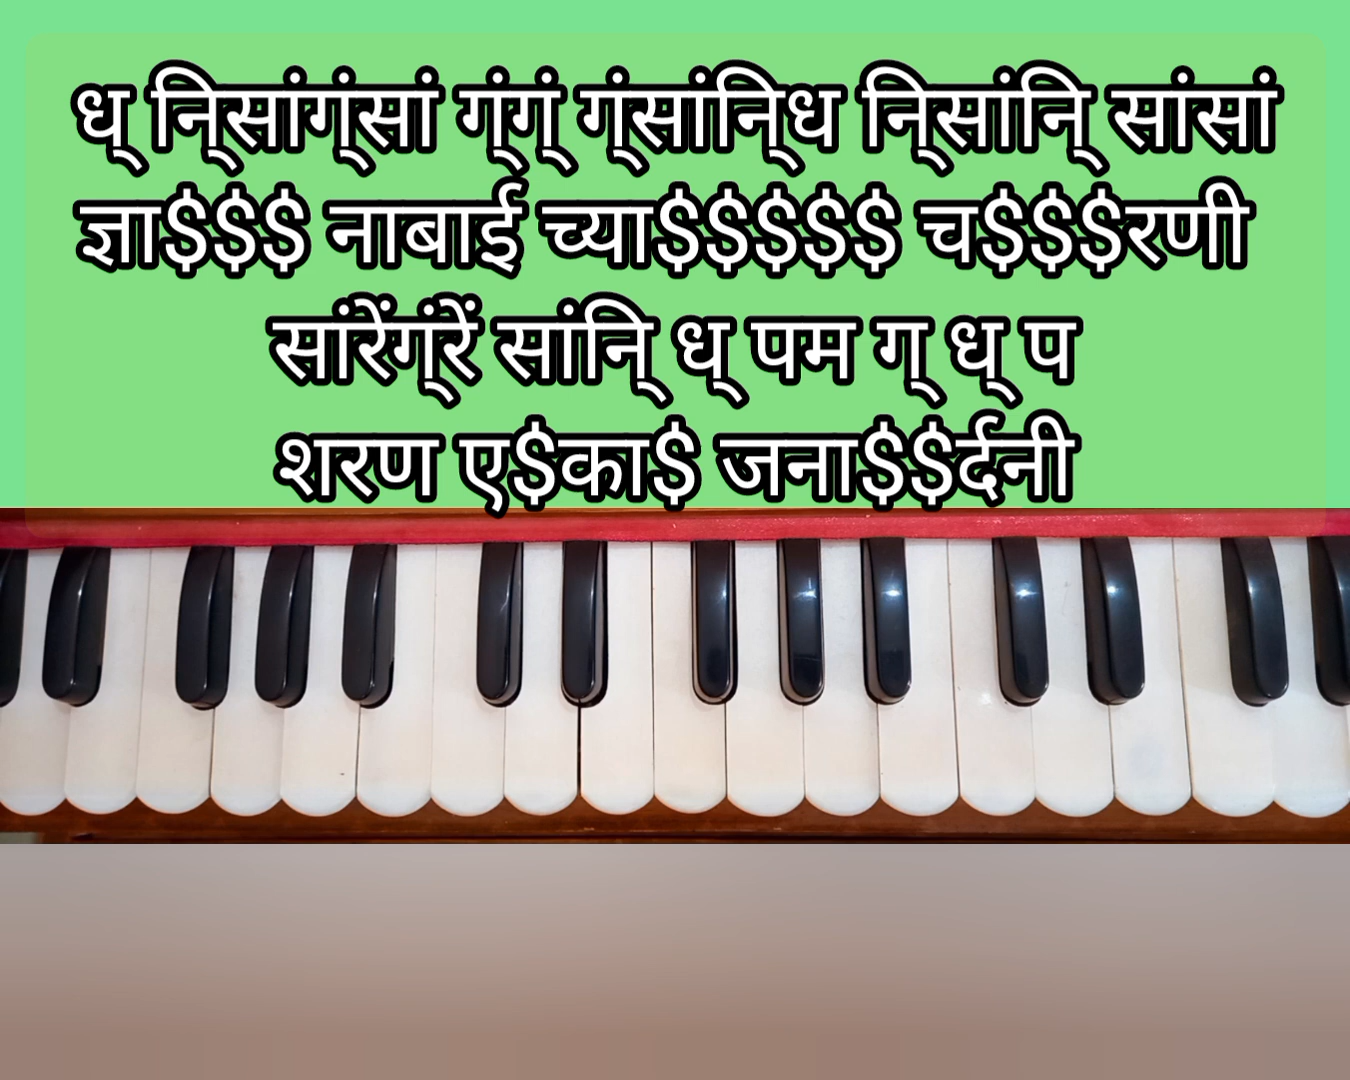 ध् नि्सांग्ंसां ग्ंग्ं ग्ंसांनि्ध नि्सांनि् सांसां
ज्ञा$$$ नाबाई च्या$$$$$ च$$$रणी
सांरेंग्ंरें सांनि् ध् पम ग् ध् प
शरण ए$का$ जना$$र्दनी